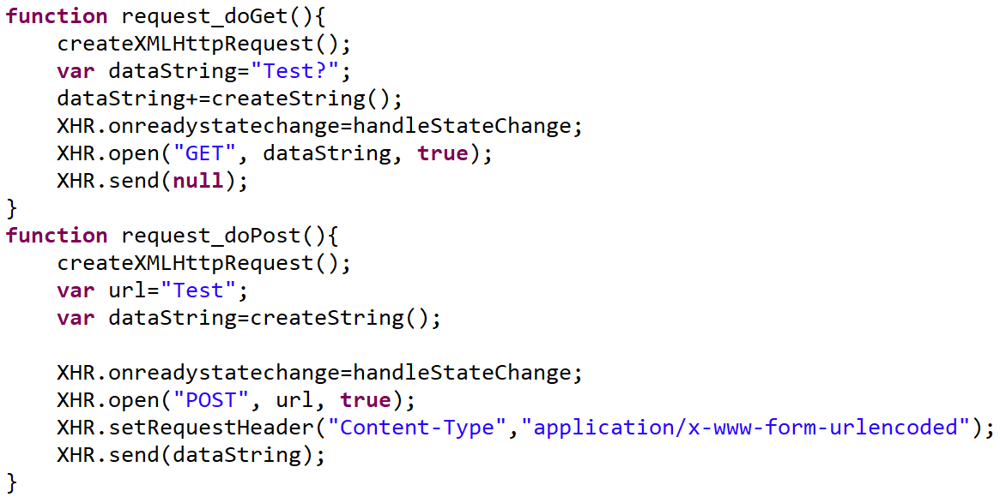 function request_doGet(){
    createXMLHttpRequest();
    var dataString="Test?";
    dataString+=createString();
    XHR.onreadystatechange=handleStateChange;
    XHR.open("GET", dataString, true);
    XHR.send(null);
}
function request_doPost(){
    createXMLHttpRequest();
    var url="Test";
    var dataString=createString();

    XHR.onreadystatechange=handleStateChange;
    XHR.open("POST", url, true);
    XHR.setRequestHeader("Content-Type","application/x-www-form-urlencoded");
    XHR.send(dataString);
}